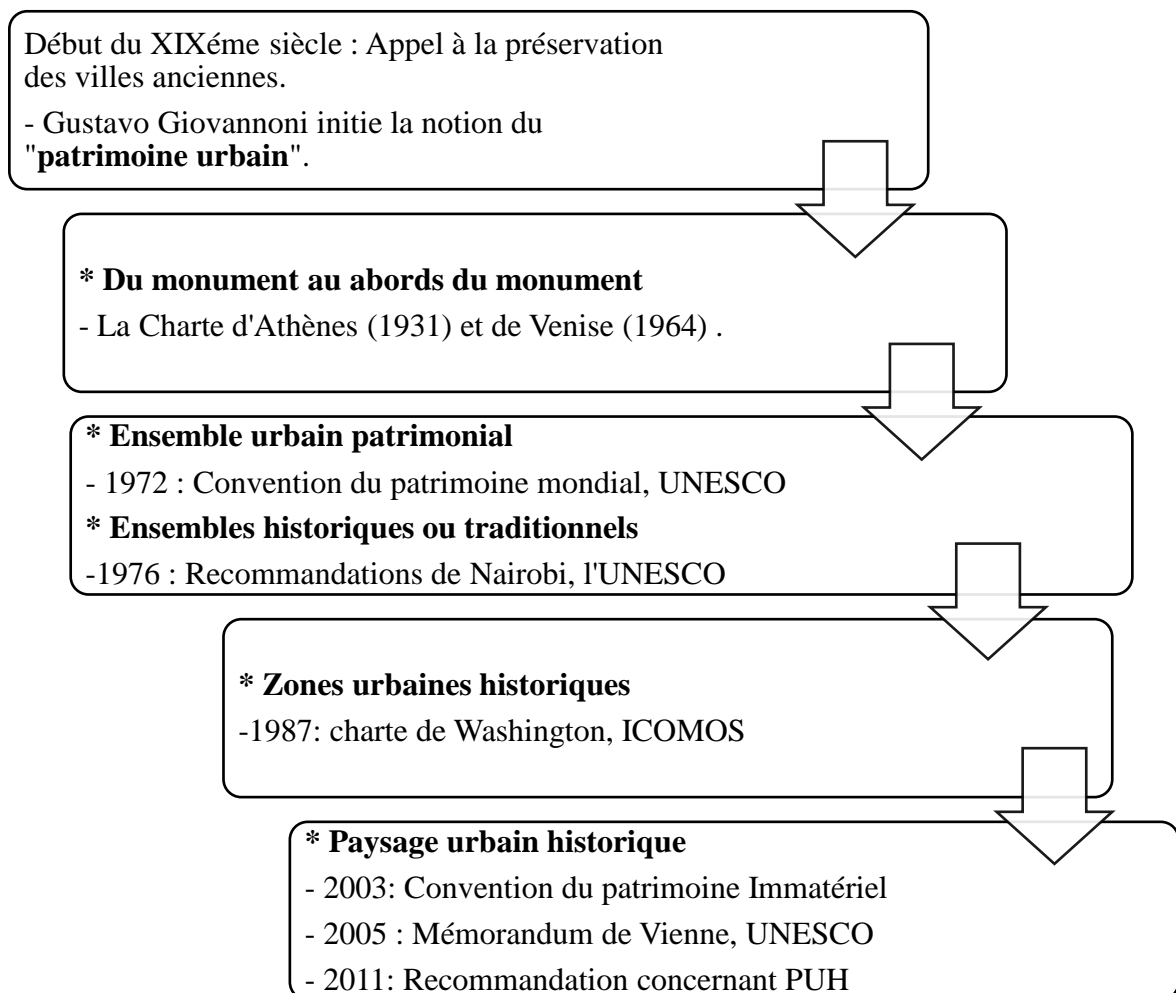 Début du XIXéme siècle : Appel à la préservation
des villes anciennes.
- Gustavo Giovannoni initie la notion du
"patrimoine urbain".
* Du monument au abords du monument
- La Charte d'Athènes (1931) et de Venise (1964) .
* Ensemble urbain patrimonial
- 1972 : Convention du patrimoine mondial, UNESCO
* Ensembles historiques ou traditionnels
-1976 : Recommandations de Nairobi, l'UNESCO
* Zones urbaines historiques
-1987: charte de Washington, ICOMOS
* Paysage urbain historique
- 2003: Convention du patrimoine Immatériel
- 2005 : Mémorandum de Vienne, UNESCO
- 2011: Recommandation concernant PUH